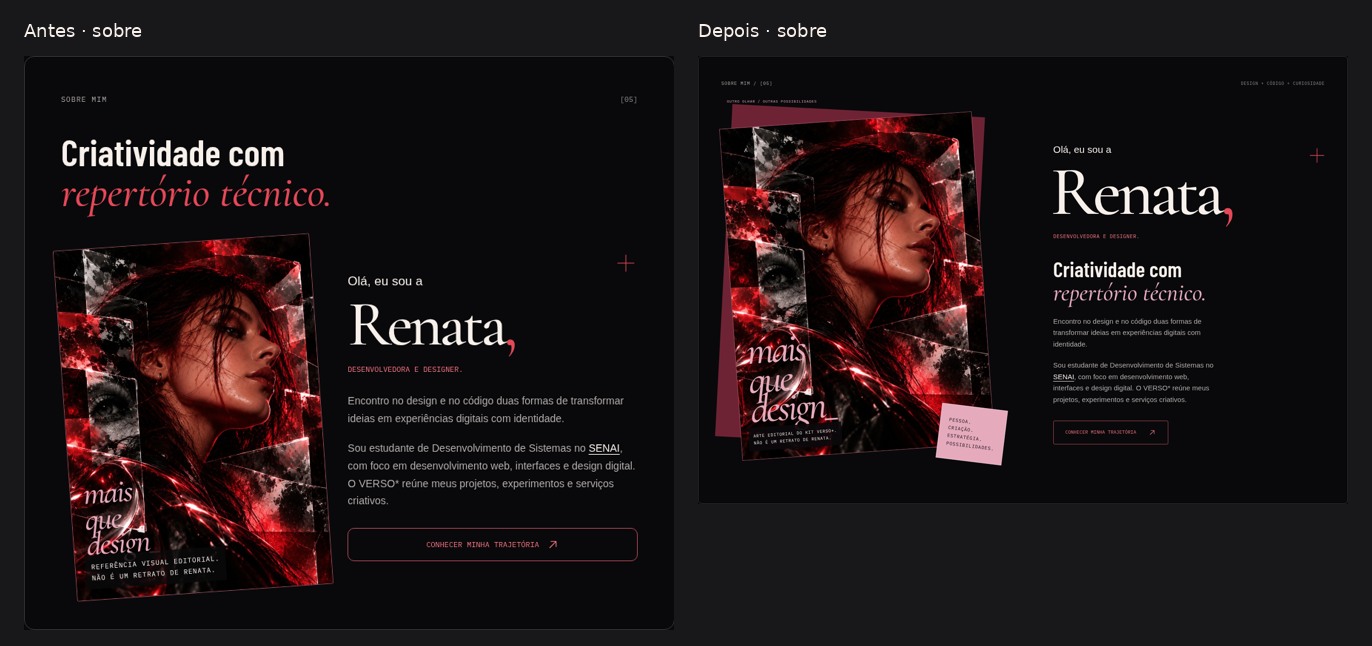 Antes · sobre
SOBRE MIM
[05]
Criatividade com
repertório técnico.
mais
que
design
REFERÊNCIA VISUAL EDITORIAL.
NÃO É UM RETRATO DE RENATA.
Olá, eu sou a
Renata,
DESENVOLVEDORA E DESIGNER.
Encontro no design e no código duas formas de transformar
ideias em experiências digitais com identidade.
Sou estudante de Desenvolvimento de Sistemas no SENAI,
com foco em desenvolvimento web, interfaces e design digital.
O VERSO* reúne meus projetos, experimentos e serviços
criativos.
CONHECER MINHA TRAJETÓRIA
Depois · sobre
SOBRE MIM / [05]
DESIGN + CÓDIGO + CURIOSIDADE
OUTRO OLHAR / OUTRAS POSSIBILIDADES
mais
que
design_
ARTE EDITORIAL DO KIT VERSO*.
NÃO É UM RETRATO DE RENATA.
PESSOA.
CRIAÇÃO.
ESTRATÉGIA.
POSSIBILIDADES.
Olá, eu sou a
Renata,
DESENVOLVEDORA E DESIGNER.
Criatividade com
repertório técnico.
Encontro no design e no código duas formas de
transformar ideias em experiências digitais com
identidade.
Sou estudante de Desenvolvimento de Sistemas no
SENAI, com foco em desenvolvimento web,
interfaces e design digital. O VERSO* reúne meus
projetos, experimentos e serviços criativos.
CONHECER MINHA TRAJETÓRIA